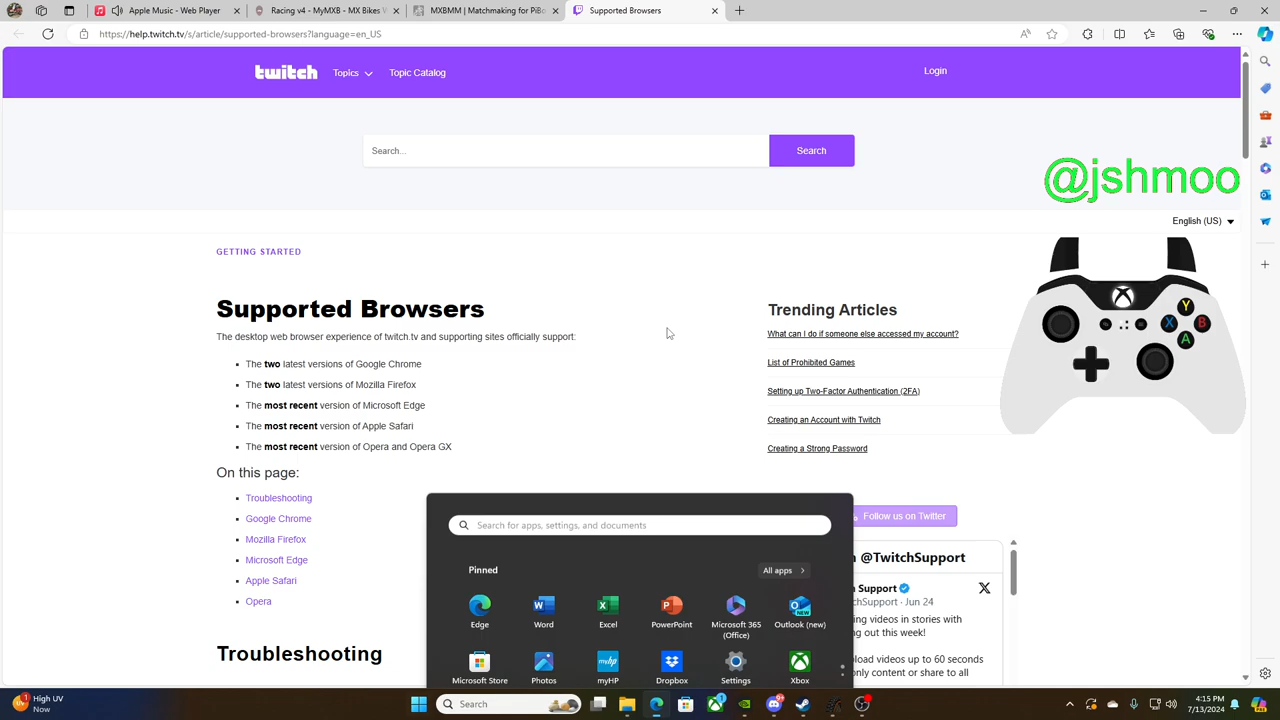 Apple Music - Web Player
Racing v4 - MyMXB - MX Bikes V
MXBMM | Matchmaking for PiBo
Supported Browsers
https://help.twitch.tv/s/article/supported-browsers?language=en_US
twitch
Topics
Topic Catalog
Login
Search...
Search
@jshmoo
English (US)
GETTING STARTED
Supported Browsers
The desktop web browser experience of twitch.tv and supporting sites officially support:
The two latest versions of Google Chrome
The two latest versions of Mozilla Firefox
The most recent version of Microsoft Edge
The most recent version of Apple Safari
The most recent version of Opera and Opera GX
On this page:
Troubleshooting
Google Chrome
Mozilla Firefox
Microsoft Edge
Apple Safari
Opera
Troubleshooting
Trending Articles
What can I do if someone else accessed my account?
List of Prohibited Games
Setting up Two-Factor Authentication (2FA)
Creating an Account with Twitch
Creating a Strong Password
Y
X B
A
Follow us on Twitter
@TwitchSupport
Support
chSupport · Jun 24
ing videos in stories with
ng out this week!
load videos up to 60 seconds
only content or share to all
Search for apps, settings, and documents
Pinned
All apps
Edge
Word
Excel
PowerPoint
Microsoft 365
(Office)
Outlook (new)
Microsoft Store
Photos
myHP
Dropbox
Settings
Xbox
High UV
Now
Search
4:15 PM
7/13/2024